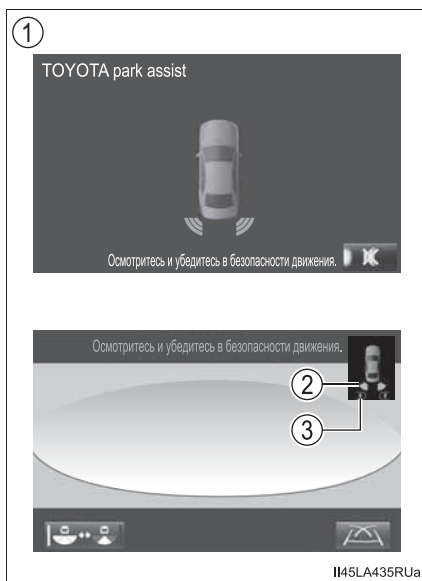 1
TOYOTA park assist
Осмотритесь и убедитесь в безопасности движения.
Осмотритесь и убедитесь в безопасности движения.
2
3
II45LA435RUa